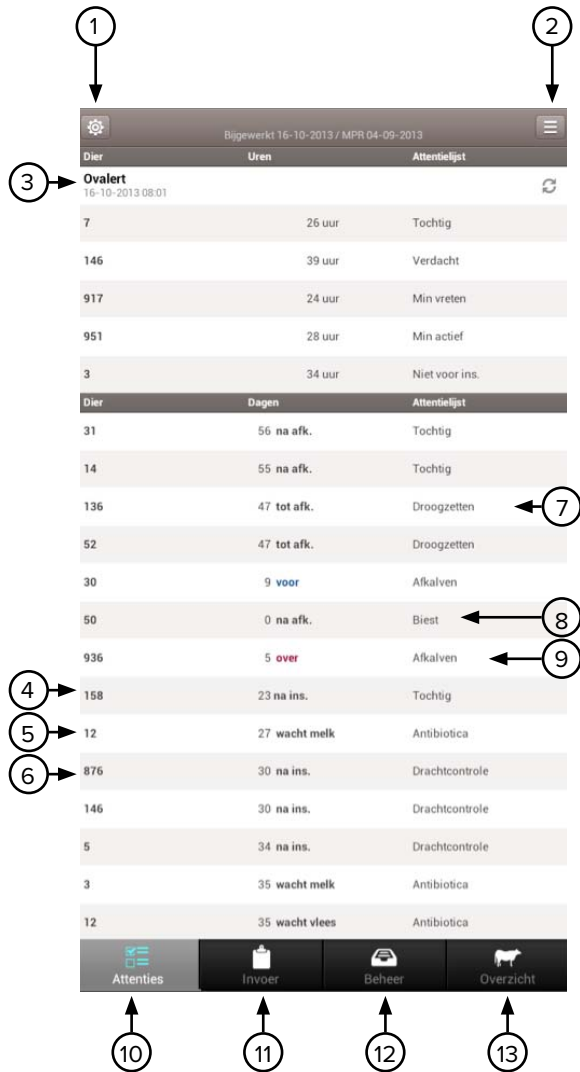 1 2
Bijgewerkt 16-10-2013 / MPR 04-09-2013
Dier Uren Attentielijst
3 Ovalert
16-10-2013 08:01
7 26 uur Tochtig
146 39 uur Verdacht
917 24 uur Min vreten
951 28 uur Min actief
3 34 uur Niet voor ins.
Dier Dagen Attentielijst
31 56 na afk. Tochtig
14 55 na afk. Tochtig
136 47 tot afk. Droogzetten 7
52 47 tot afk. Droogzetten
30 9 voor Afkalven
50 0 na afk. Biest 8
936 5 over Afkalven 9
4 158 23 na ins. Tochtig
5 12 27 wacht melk Antibiotica
6 876 30 na ins. Drachtcontrole
146 30 na ins. Drachtcontrole
5 34 na ins. Drachtcontrole
3 35 wacht melk Antibiotica
12 35 wacht vlees Antibiotica
Attenties Invoer Beheer Overzicht
10 11 12 13